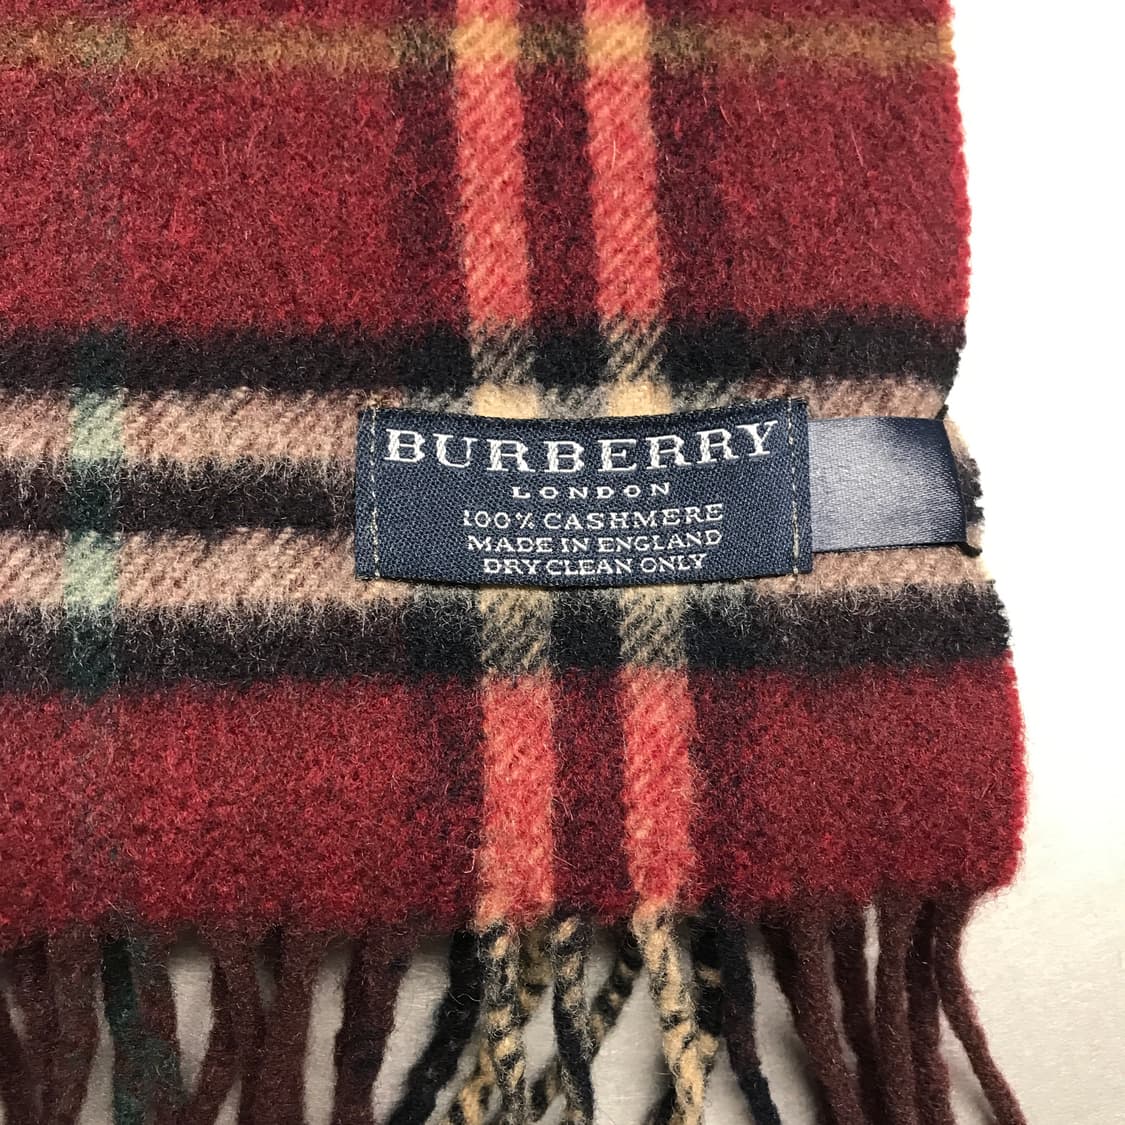 BURBERRY
LONDON
100% CASHMERE
MADE IN ENGLAND
DRY CLEAN ONLY